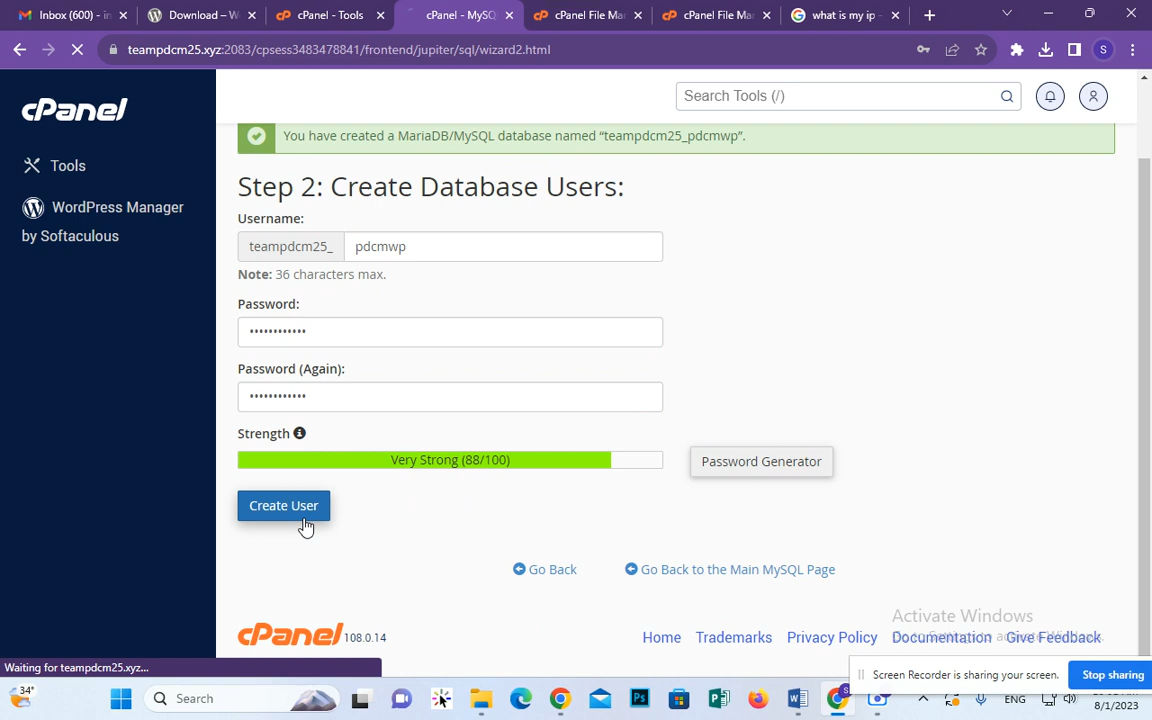 Inbox (600) - in
Download – W
cPanel - Tools
cPanel - MySQ
cPanel File Ma
cPanel File Ma
what is my ip -
teampdcm25.xyz:2083/cpsess3483478841/frontend/jupiter/sql/wizard2.html
S
cPanel
Search Tools (/)
Tools
WordPress Manager
by Softaculous
You have created a MariaDB/MySQL database named “teampdcm25_pdcmwp”.
Step 2: Create Database Users:
Username:
teampdcm25_ pdcmwp
Note: 36 characters max.
Password:
••••••••••••
Password (Again):
••••••••••••
Strength
Very Strong (88/100)
Password Generator
Create User
Go Back
Go Back to the Main MySQL Page
Activate Windows
cPanel 108.0.14
Home Trademarks Privacy Policy Documentation Give Feedback
Waiting for teampdcm25.xyz...
Screen Recorder is sharing your screen.
Stop sharing
34°
Search
ENG
8/1/2023